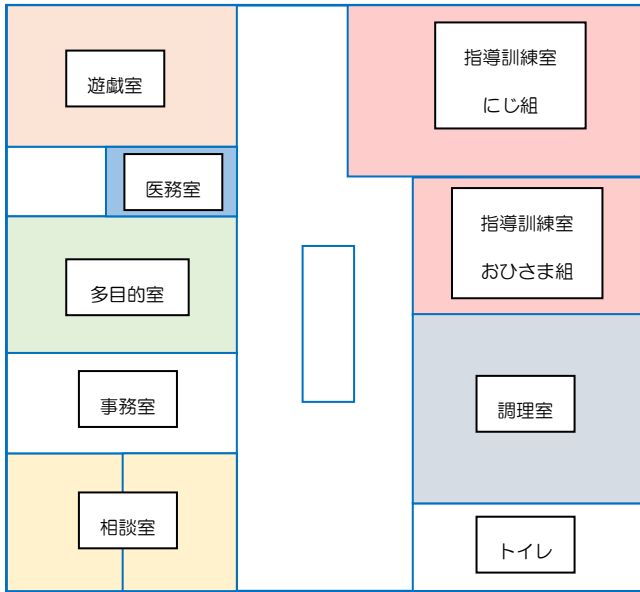 遊戯室
医務室
多目的室
事務室
相談室
指導訓練室
にじ組
指導訓練室
おひさま組
調理室
トイレ